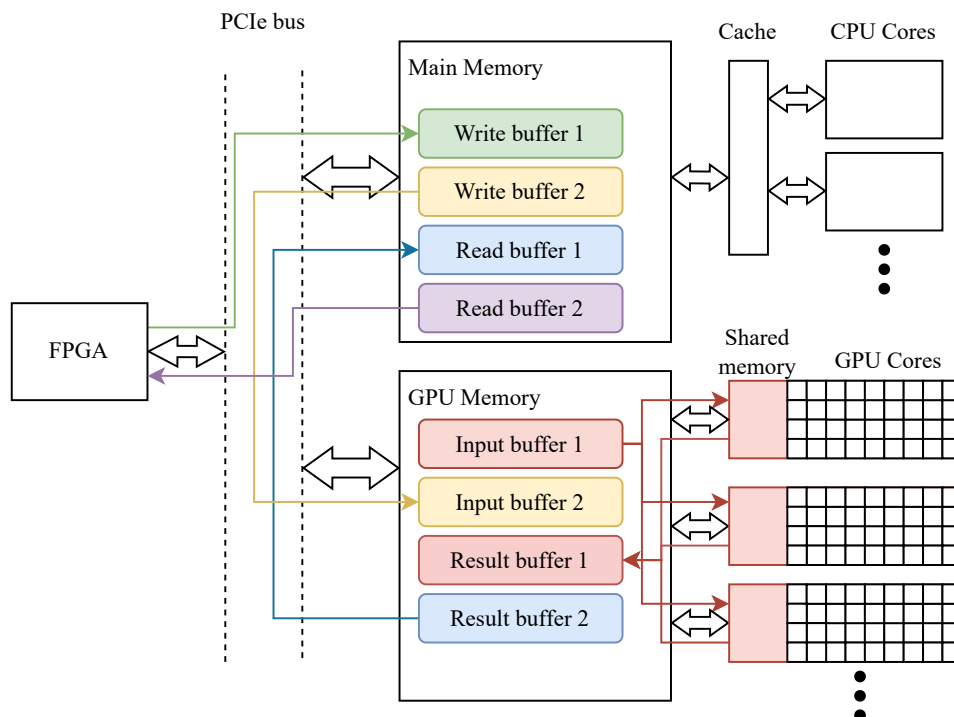 PCIe bus
Main Memory
Write buffer 1
Write buffer 2
Read buffer 1
Read buffer 2
Cache
CPU Cores
FPGA
GPU Memory
Input buffer 1
Input buffer 2
Result buffer 1
Result buffer 2
Shared
memory
GPU Cores